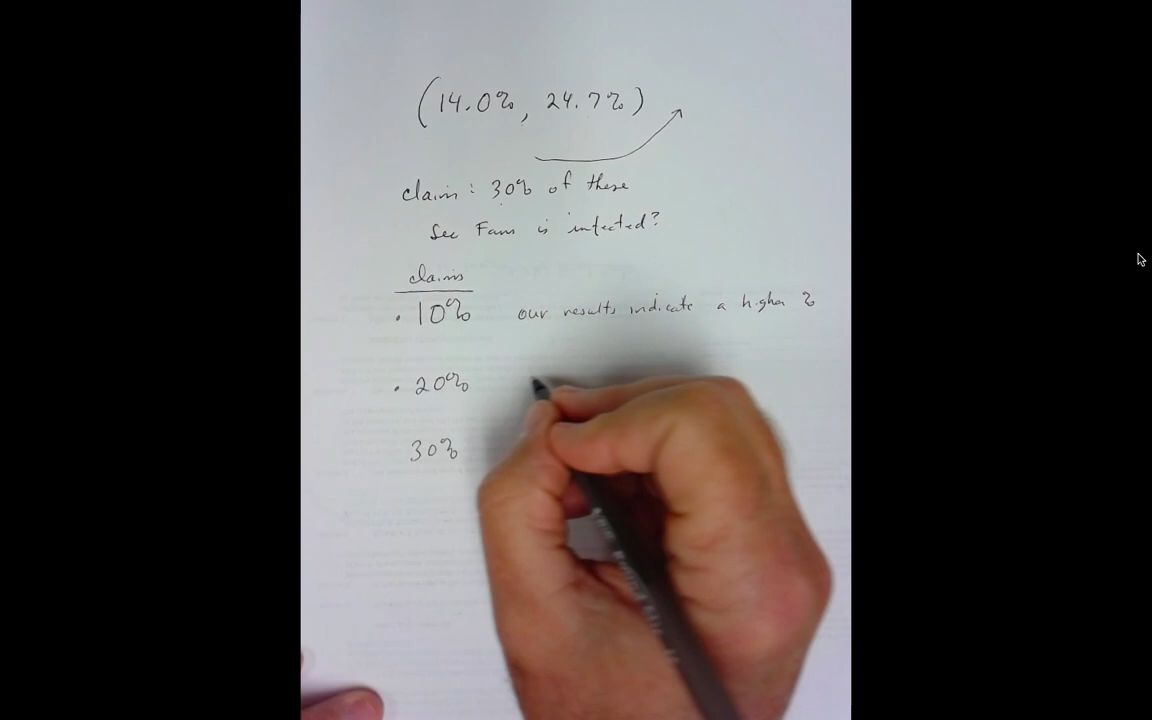 (14.0%, 24.7%)
claim: 30% of these
Sec Fans is infected?
claims
• 10% our results indicate a higher %
• 20%
30%